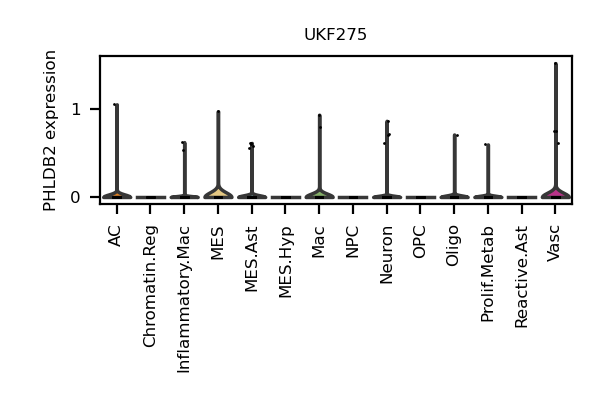 UKF275
PHLDB2 expression
1
0
AC
Chromatin.Reg
Inflammatory.Mac
MES
MES.Ast
MES.Hyp
Mac
NPC
Neuron
OPC
Oligo
Prolif.Metab
Reactive.Ast
Vasc